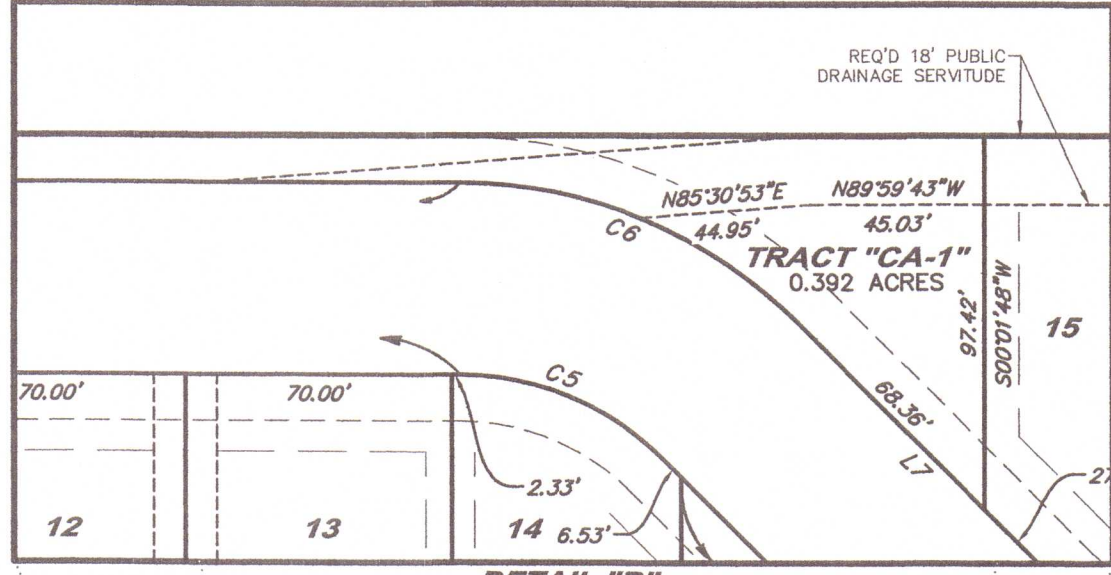 REQ'D 18' PUBLIC
DRAINAGE SERVITUDE
N85°30'53"E
N89°59'43"W
44.95'
45.03'
C6
TRACT "CA-1"
0.392 ACRES
97.42'
S00°01'48"W
15
C5
70.00'
70.00'
68.36'
L7
2.33'
27
12
13
14
6.53'